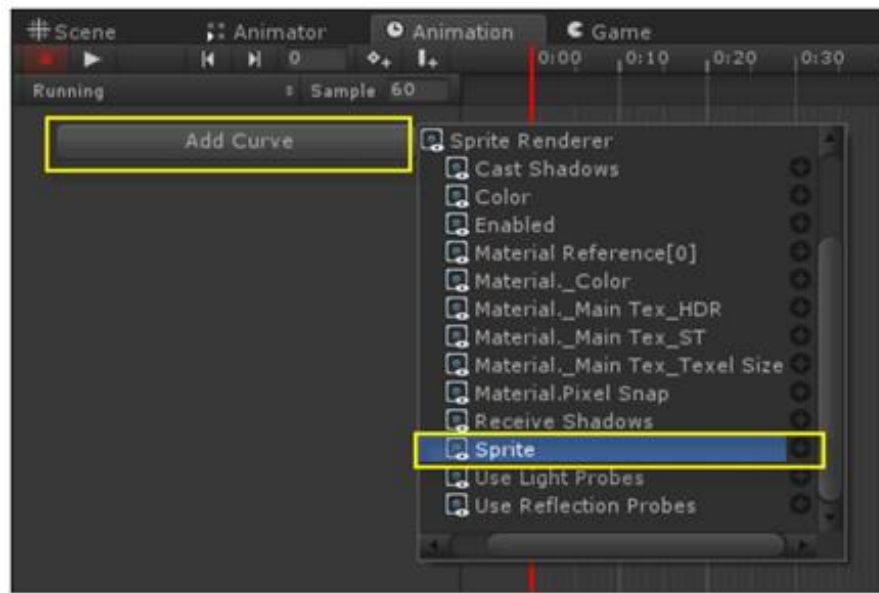 Scene Animator Animation Game
0 0:00 0:10 0:20 0:30
Running Sample 60
Add Curve
Sprite Renderer
Cast Shadows
Color
Enabled
Material Reference[0]
Material._Color
Material._Main Tex_HDR
Material._Main Tex_ST
Material._Main Tex_Texel Size
Material.Pixel Snap
Receive Shadows
Sprite
Use Light Probes
Use Reflection Probes